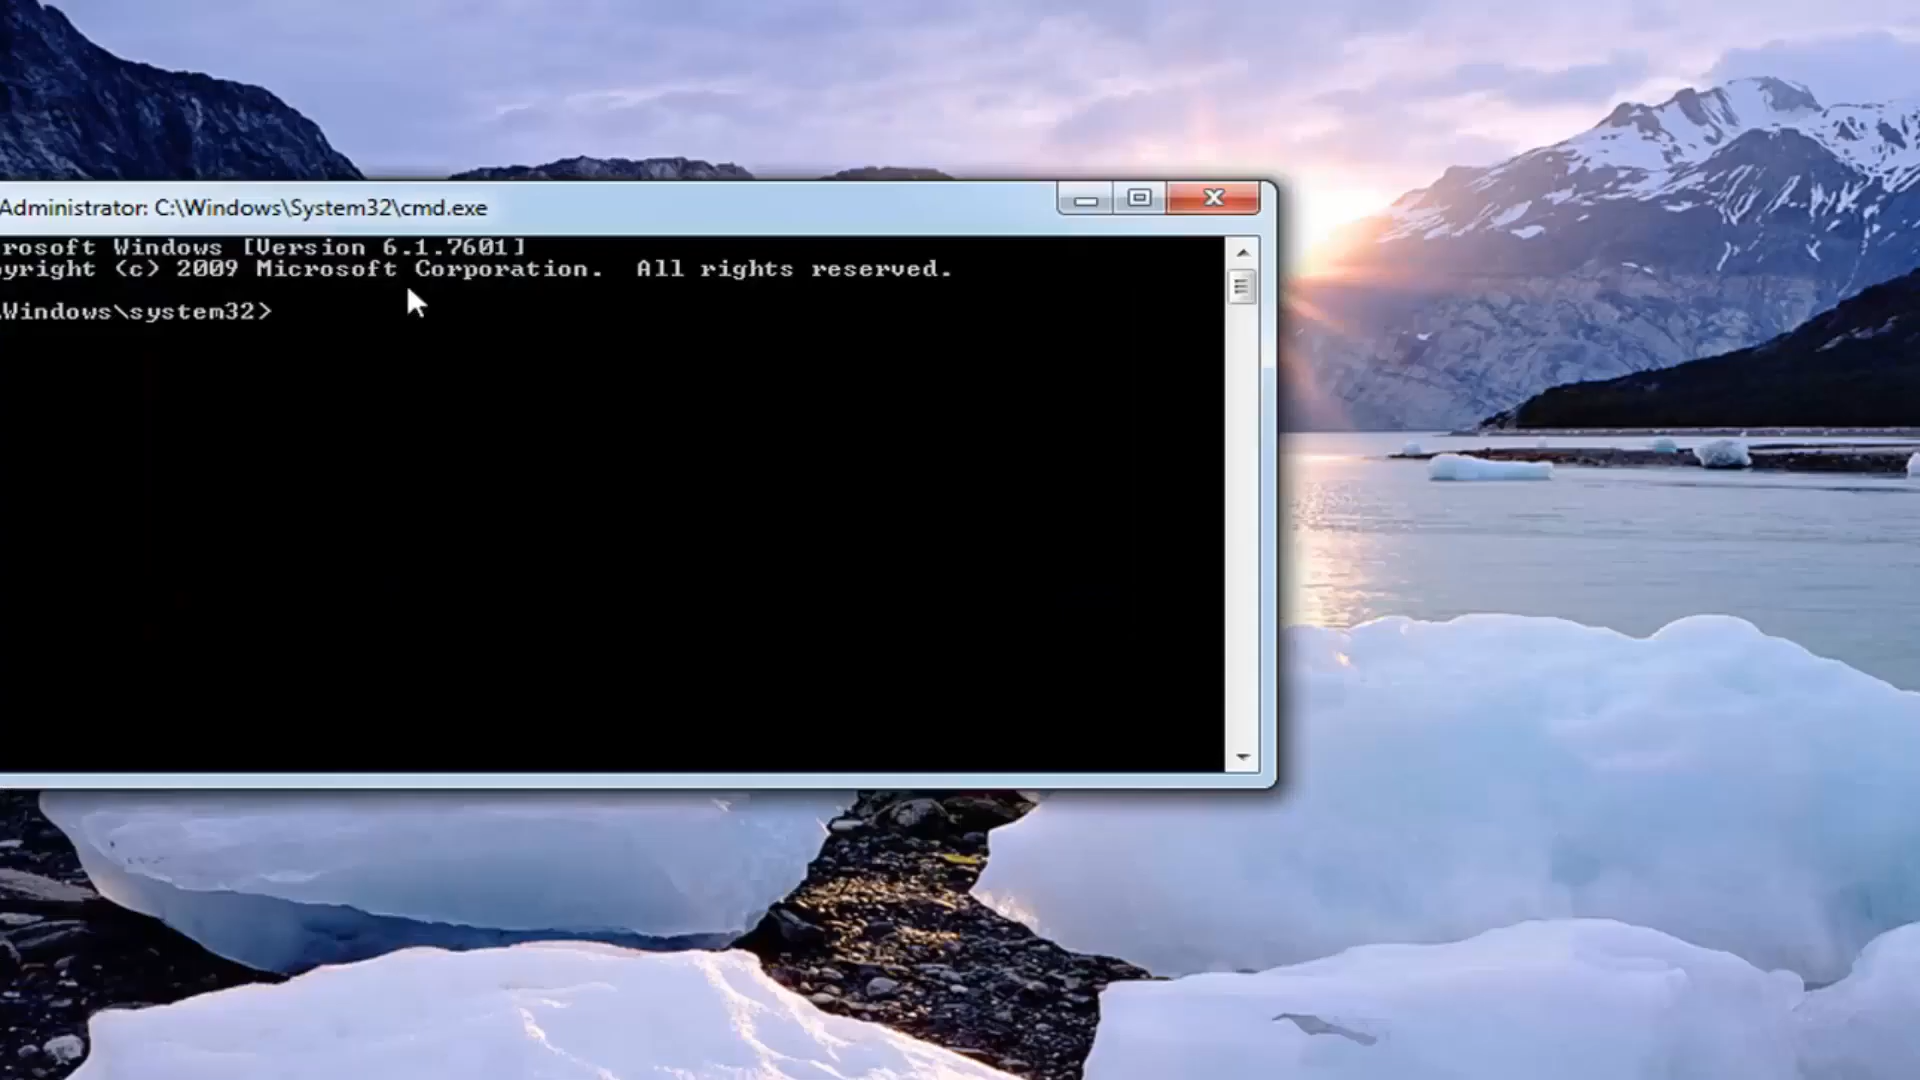 Administrator: C:\Windows\System32\cmd.exe
rosoft Windows [Version 6.1.7601]
yright (c) 2009 Microsoft Corporation.  All rights reserved.
\Windows\system32>